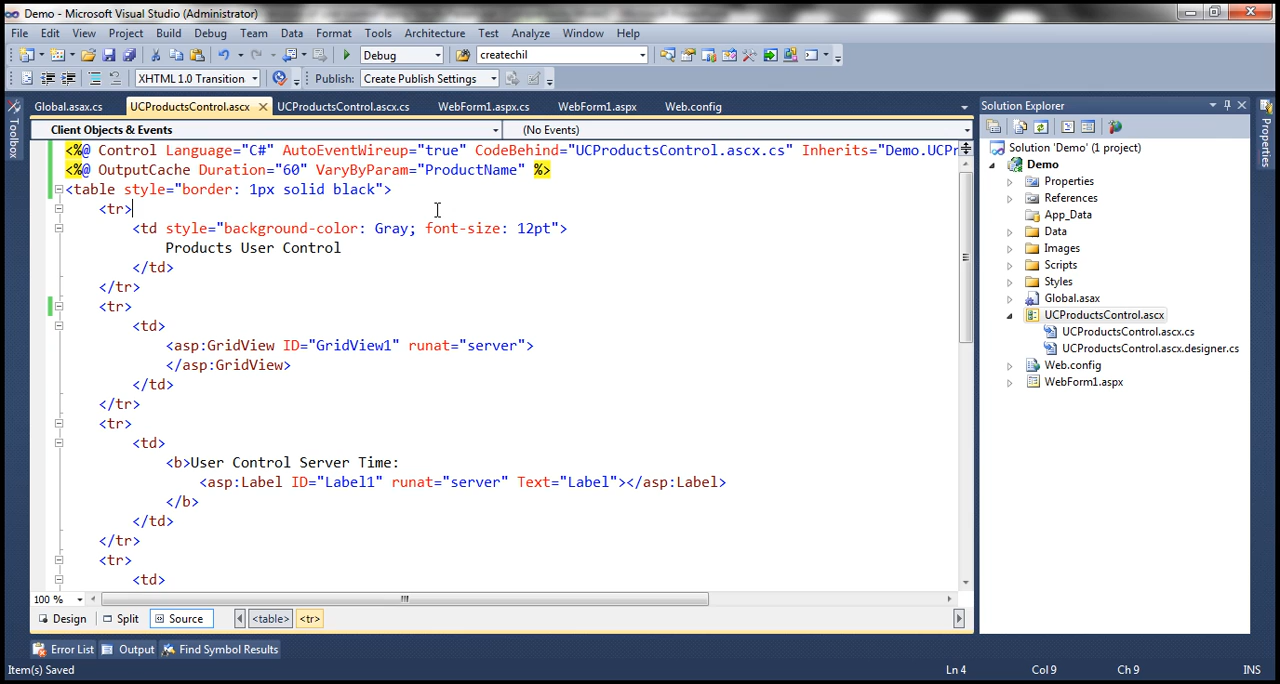 Demo - Microsoft Visual Studio (Administrator)
File Edit View Project Build Debug Team Data Format Tools Architecture Test Analyze Window Help
Debug createchil
XHTML 1.0 Transition Publish: Create Publish Settings
Global.asax.cs UCProductsControl.ascx UCProductsControl.ascx.cs WebForm1.aspx.cs WebForm1.aspx Web.config
Client Objects & Events (No Events)
Toolbox
<%@ Control Language="C#" AutoEventWireup="true" CodeBehind="UCProductsControl.ascx.cs" Inherits="Demo.UCPr
<%@ OutputCache Duration="60" VaryByParam="ProductName" %>
<table style="border: 1px solid black">
<tr>
<td style="background-color: Gray; font-size: 12pt">
Products User Control
</td>
</tr>
<tr>
<td>
<asp:GridView ID="GridView1" runat="server">
</asp:GridView>
</td>
</tr>
<tr>
<td>
<b>User Control Server Time:
<asp:Label ID="Label1" runat="server" Text="Label"></asp:Label>
</b>
</td>
</tr>
<tr>
<td>
100 %
Design Split Source <table> <tr>
Error List Output Find Symbol Results
Item(s) Saved Ln 4 Col 9 Ch 9 INS
Solution Explorer
Solution 'Demo' (1 project)
Demo
Properties
References
App_Data
Data
Images
Scripts
Styles
Global.asax
UCProductsControl.ascx
UCProductsControl.ascx.cs
UCProductsControl.ascx.designer.cs
Web.config
WebForm1.aspx
Properties